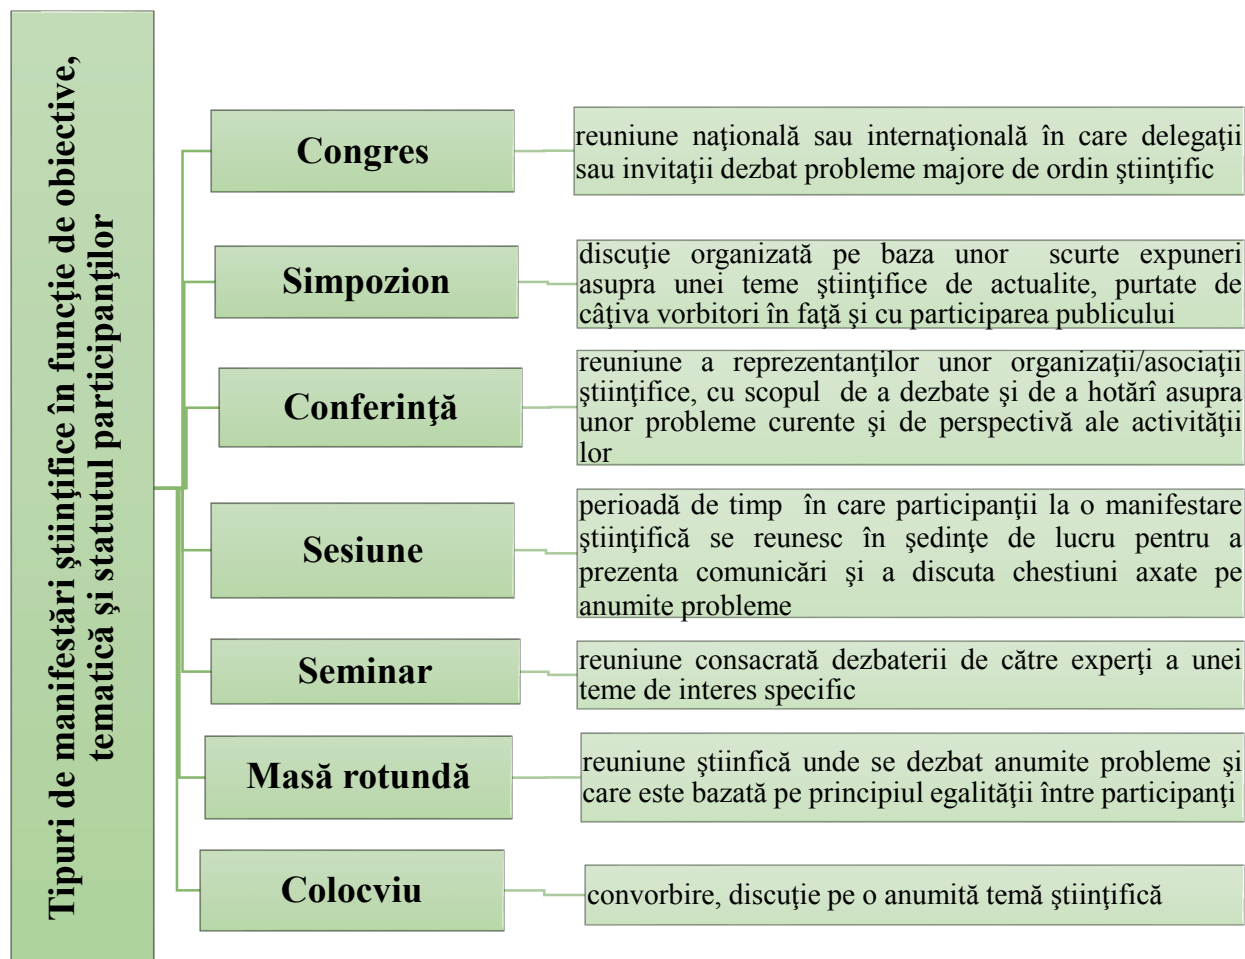 Tipuri de manifestări ştiinţifice în funcţie de obiective,
tematică şi statutul participanţilor
Congres
reuniune naţională sau internaţională în care delegaţii
sau invitaţii dezbat probleme majore de ordin ştiinţific
Simpozion
discuţie organizată pe baza unor scurte expuneri
asupra unei teme ştiinţifice de actualite, purtate de
câţiva vorbitori în faţă şi cu participarea publicului
Conferinţă
reuniune a reprezentanţilor unor organizaţii/asociaţii
ştiinţifice, cu scopul de a dezbate şi de a hotărî asupra
unor probleme curente şi de perspectivă ale activităţii
lor
Sesiune
perioadă de timp în care participanţii la o manifestare
ştiinţifică se reunesc în şedinţe de lucru pentru a
prezenta comunicări şi a discuta chestiuni axate pe
anumite probleme
Seminar
reuniune consacrată dezbaterii de către experţi a unei
teme de interes specific
Masă rotundă
reuniune ştiinfică unde se dezbat anumite probleme şi
care este bazată pe principiul egalităţii între participanţi
Colocviu
convorbire, discuţie pe o anumită temă ştiinţifică